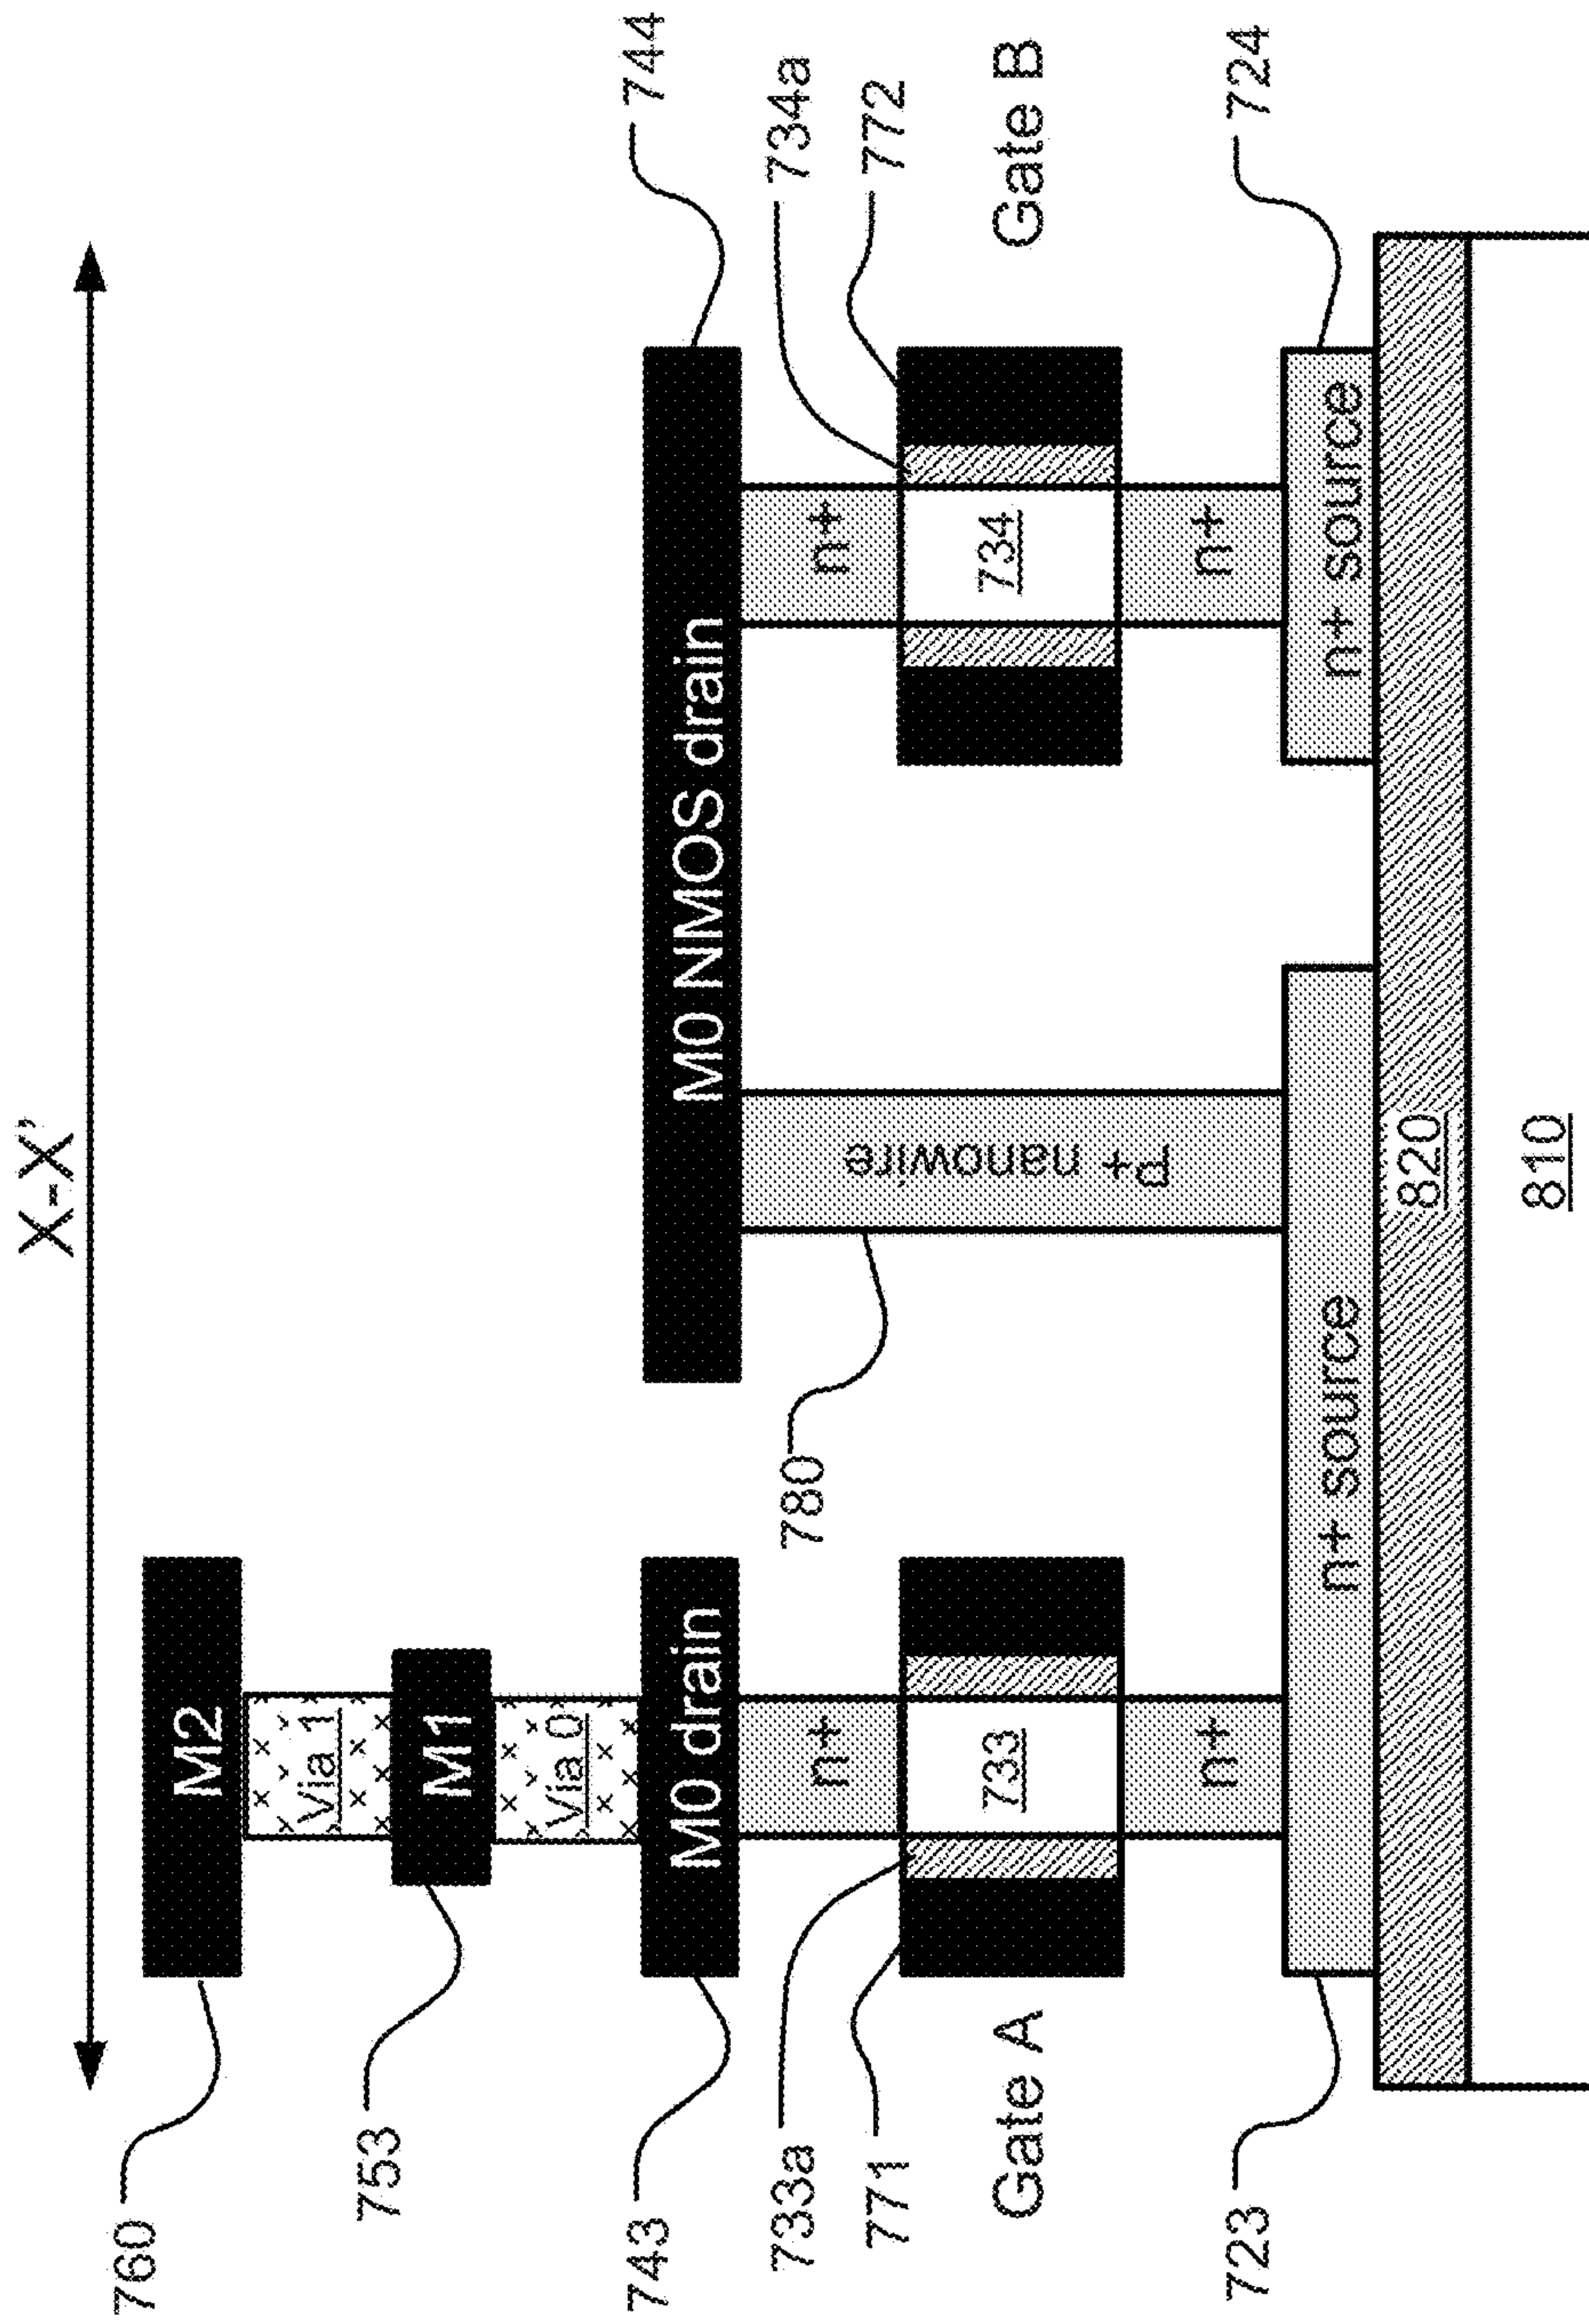 X-X'
760
M2
Via 1
753
M1
Via 0
743
M0 drain
M0 NMOS drain
744
733a
780
734a
771
n+
n+
772
Gate A
733
P+ nanowire
734
Gate B
n+
n+
723
n+ source
n+ source
724
820
810